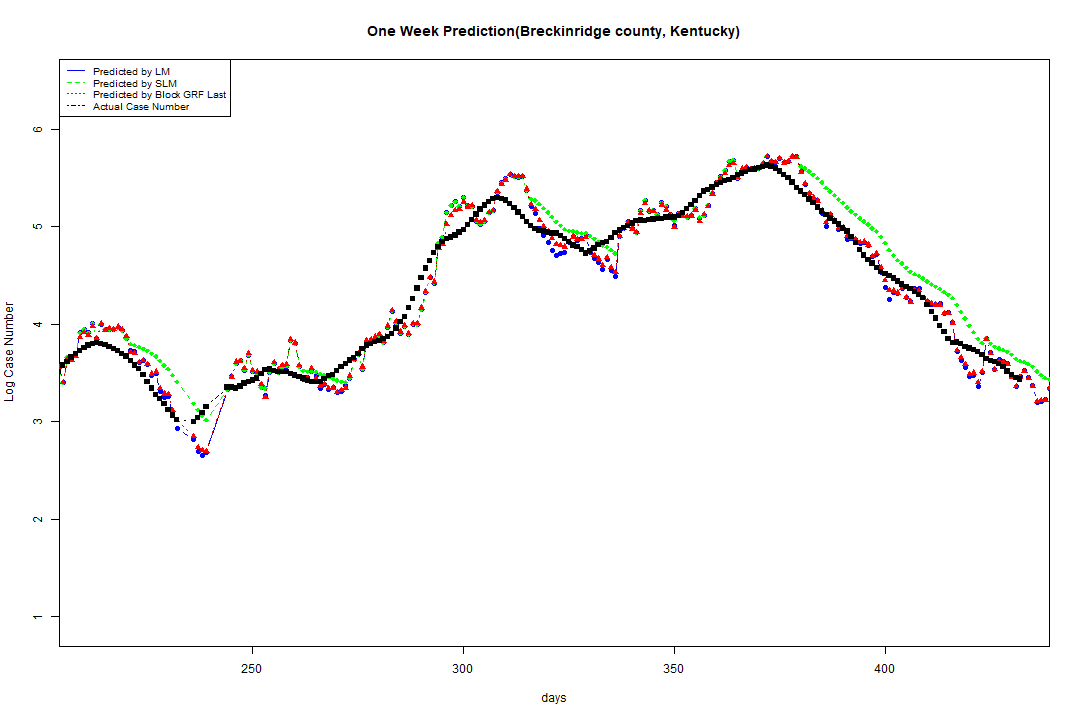 One Week Prediction(Breckinridge county, Kentucky)
Predicted by LM
Predicted by SLM
Predicted by Block GRF Last
Actual Case Number
Log Case Number
6
5
4
3
2
1
250 300 350 400
days